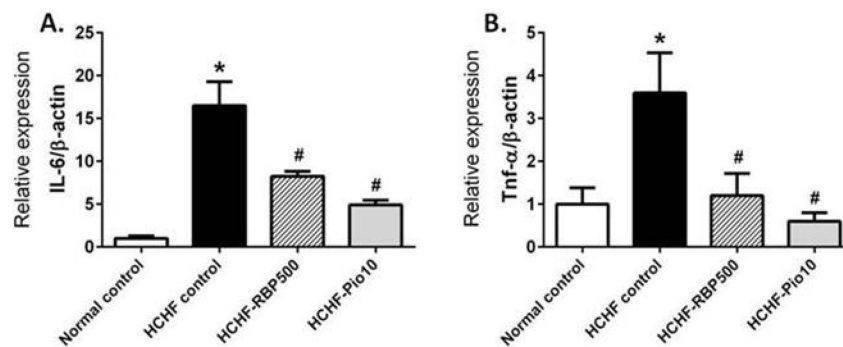 A.
Relative expression
IL-6/β-actin
25
20
15
10
5
0
*
#
#
Normal control
HCHF control
HCHF-RBP500
HCHF-Pio10
B.
Relative expression
Tnf-α/β-actin
5
4
3
2
1
0
*
#
#
Normal control
HCHF control
HCHF-RBP500
HCHF-Pio10